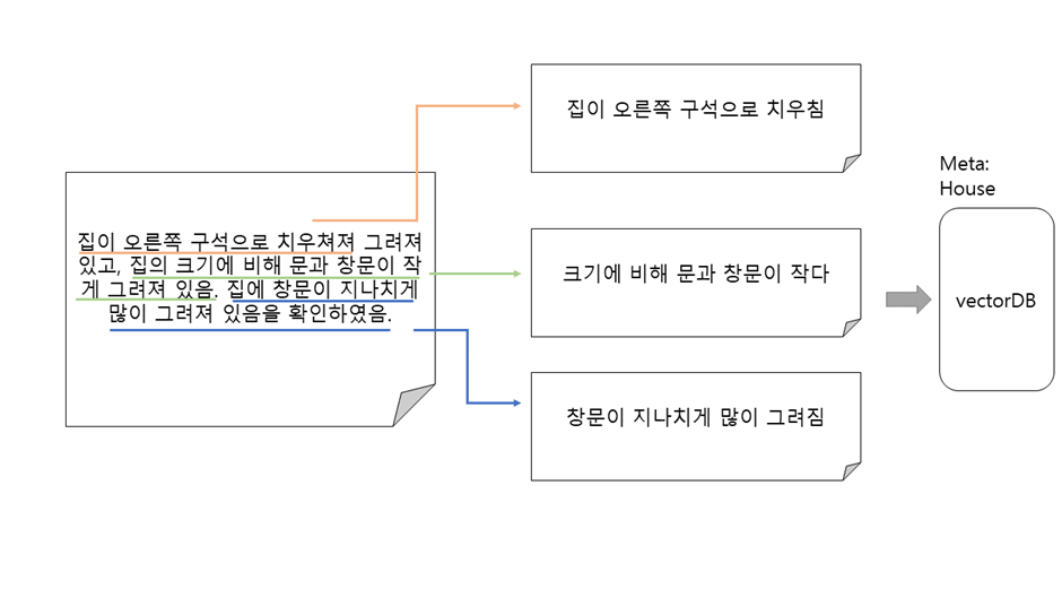 집이 오른쪽 구석으로 치우쳐져 그려져
있고, 집의 크기에 비해 문과 창문이 작
게 그려져 있음. 집에 창문이 지나치게
많이 그려져 있음을 확인하였음.
집이 오른쪽 구석으로 치우침
크기에 비해 문과 창문이 작다
창문이 지나치게 많이 그려짐
Meta:
House
vectorDB